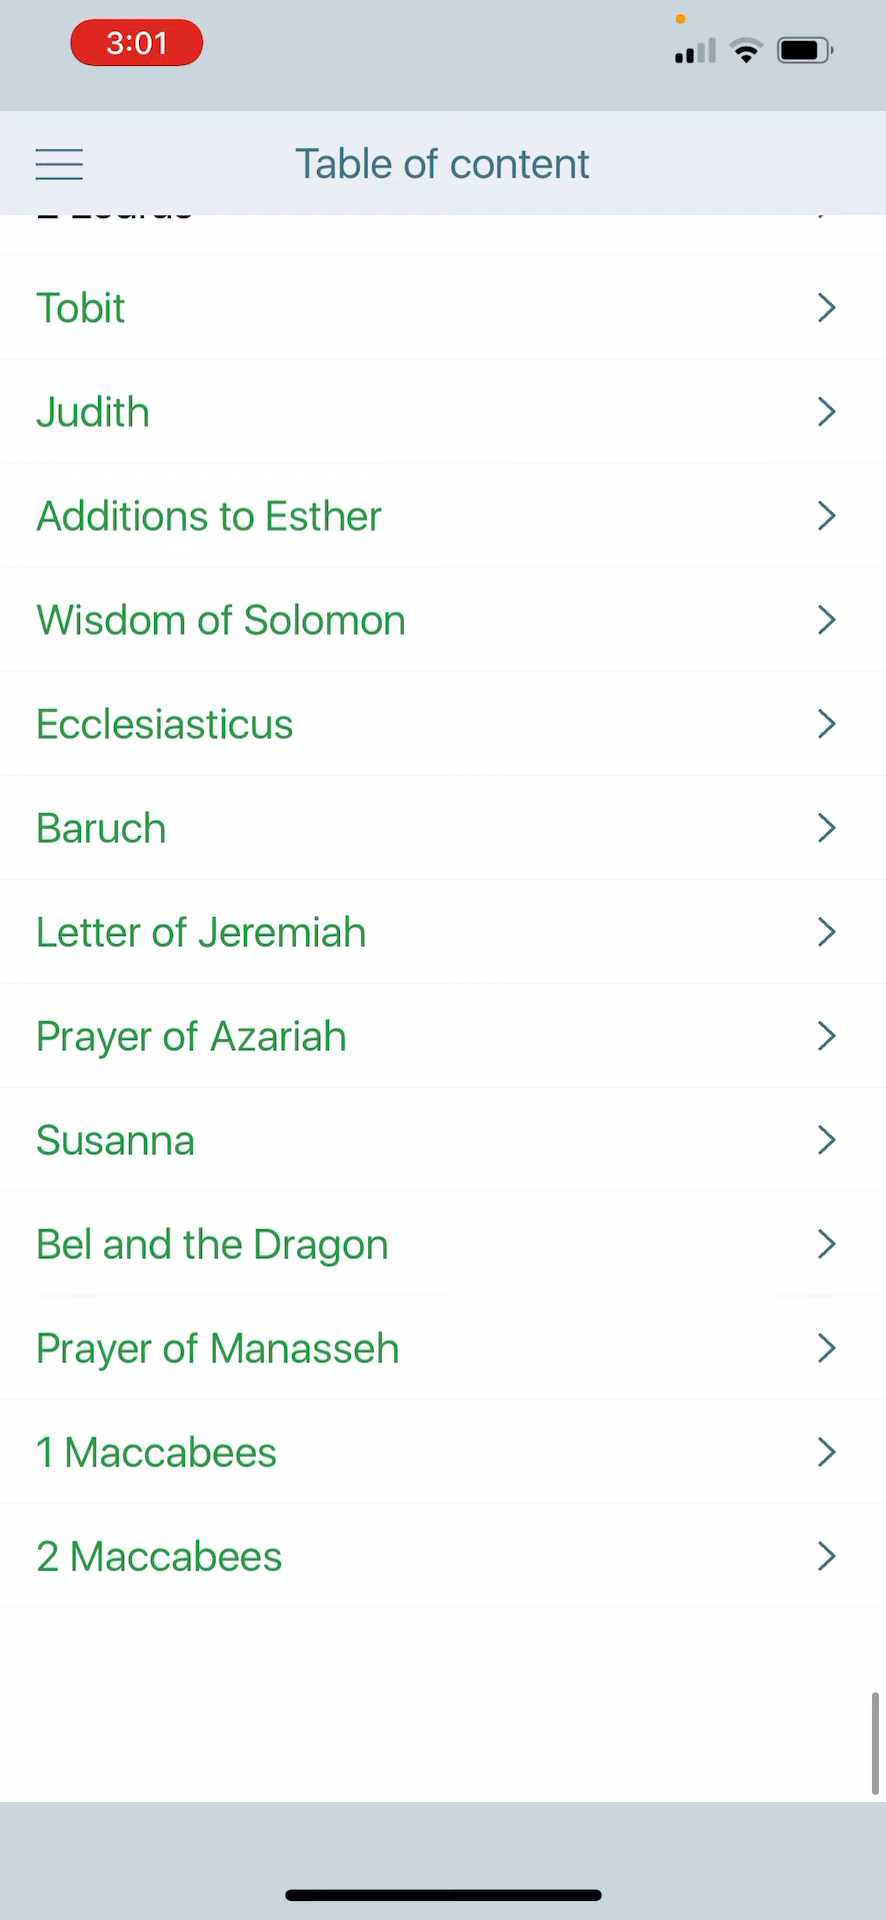 3:01
Table of content
Tobit
Judith
Additions to Esther
Wisdom of Solomon
Ecclesiasticus
Baruch
Letter of Jeremiah
Prayer of Azariah
Susanna
Bel and the Dragon
Prayer of Manasseh
1 Maccabees
2 Maccabees